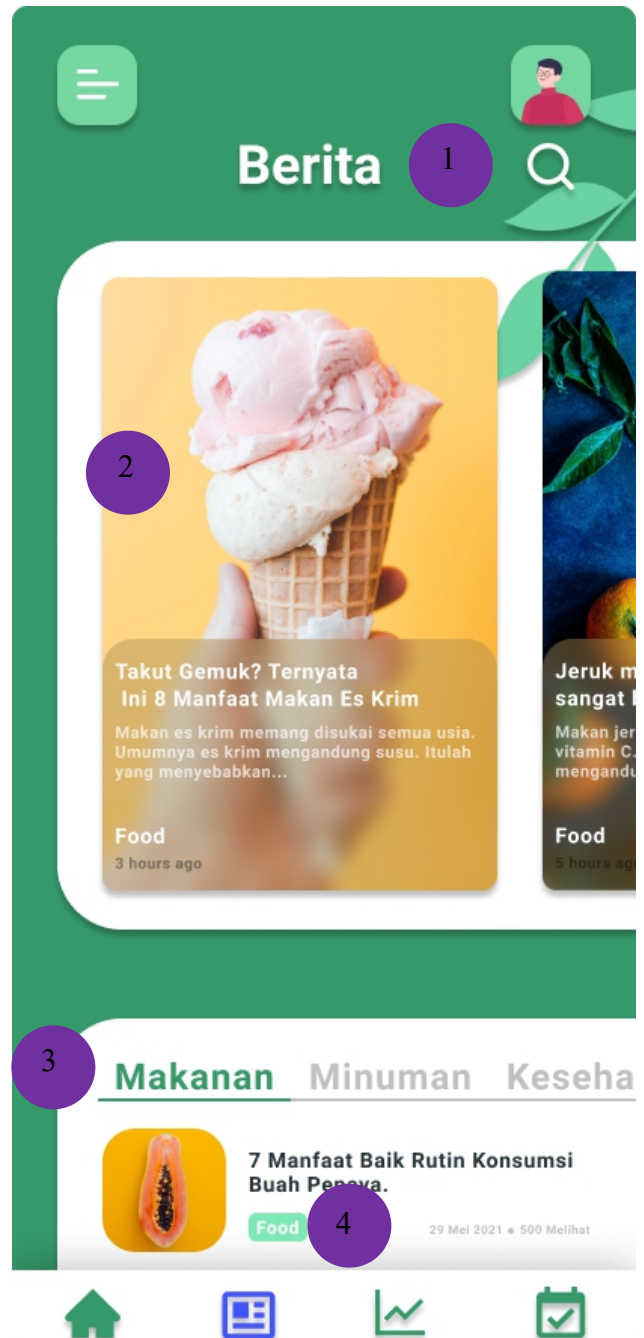 Berita
1
2
Takut Gemuk? Ternyata
Ini 8 Manfaat Makan Es Krim
Makan es krim memang disukai semua usia.
Umumnya es krim mengandung susu. Itulah
yang menyebabkan...
Food
3 hours ago
Jeruk m
sangat
Makan jer
vitamin C.
mengandu
Food
5 hours ag
3
Makanan Minuman Keseha
7 Manfaat Baik Rutin Konsumsi
Buah Pepaya.
Food
4
29 Mei 2021 ● 500 Melihat